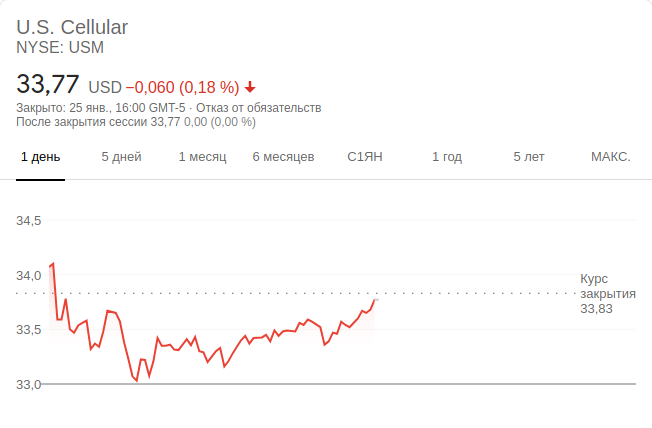 U.S. Cellular
NYSE: USM
33,77 USD −0,060 (0,18 %)
Закрыто: 25 янв., 16:00 GMT-5 · Отказ от обязательств
После закрытия сессии 33,77 0,00 (0,00 %)
1 день 5 дней 1 месяц 6 месяцев С1ЯН 1 год 5 лет МАКС.
34,5
34,0
Курс
закрытия
33,83
33,5
33,0